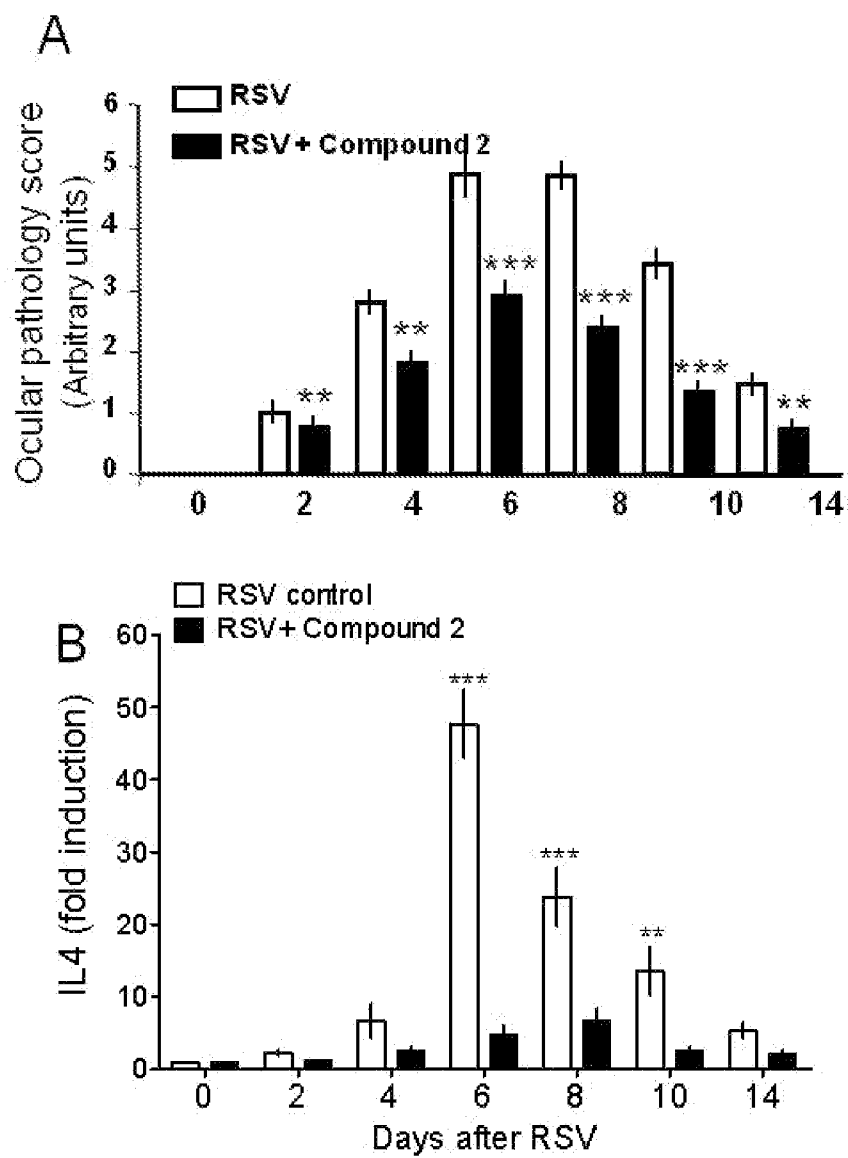 A
RSV
RSV + Compound 2
Ocular pathology score
(Arbitrary units)
6
5
4
3
2
1
0
***
***
**
***
**
**
0 2 4 6 8 10 14
B
RSV control
RSV+ Compound 2
IL4 (fold induction)
60
50
40
30
20
10
0
***
***
**
0 2 4 6 8 10 14
Days after RSV